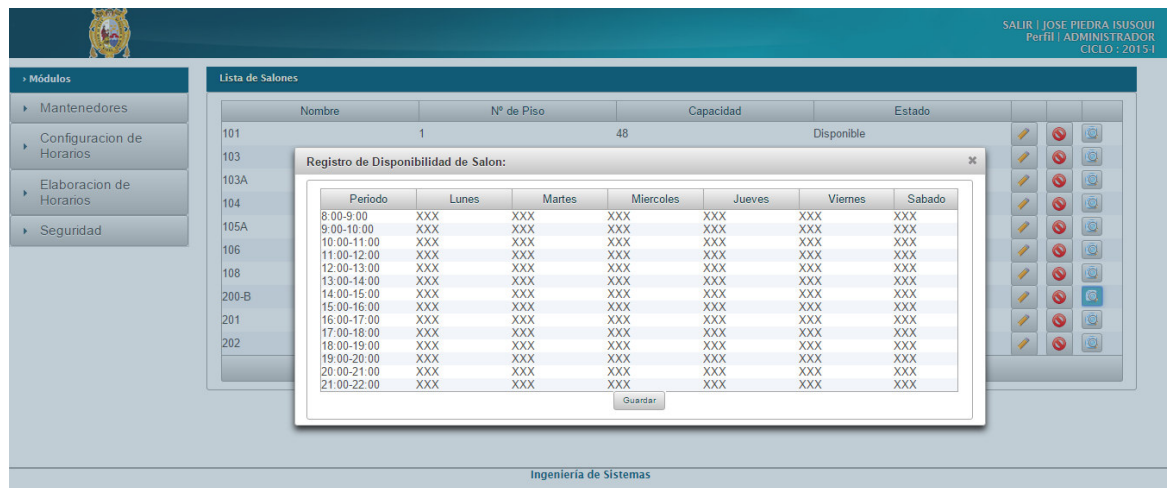 SALIR | JOSE PIEDRA ISUSQUI
Perfil | ADMINISTRADOR
CICLO : 2015-I
› Módulos
Mantenedores
Configuracion de
Horarios
Elaboracion de
Horarios
Seguridad
Lista de Salones
Nombre Nº de Piso Capacidad Estado
101 1 48 Disponible
103
103A
104
105A
106
108
200-B
201
202
Registro de Disponibilidad de Salon:
Periodo Lunes Martes Miercoles Jueves Viernes Sabado
8:00-9:00 XXX XXX XXX XXX XXX XXX
9:00-10:00 XXX XXX XXX XXX XXX XXX
10:00-11:00 XXX XXX XXX XXX XXX XXX
11:00-12:00 XXX XXX XXX XXX XXX XXX
12:00-13:00 XXX XXX XXX XXX XXX XXX
13:00-14:00 XXX XXX XXX XXX XXX XXX
14:00-15:00 XXX XXX XXX XXX XXX XXX
15:00-16:00 XXX XXX XXX XXX XXX XXX
16:00-17:00 XXX XXX XXX XXX XXX XXX
17:00-18:00 XXX XXX XXX XXX XXX XXX
18:00-19:00 XXX XXX XXX XXX XXX XXX
19:00-20:00 XXX XXX XXX XXX XXX XXX
20:00-21:00 XXX XXX XXX XXX XXX XXX
21:00-22:00 XXX XXX XXX XXX XXX XXX
Guardar
Ingeniería de Sistemas